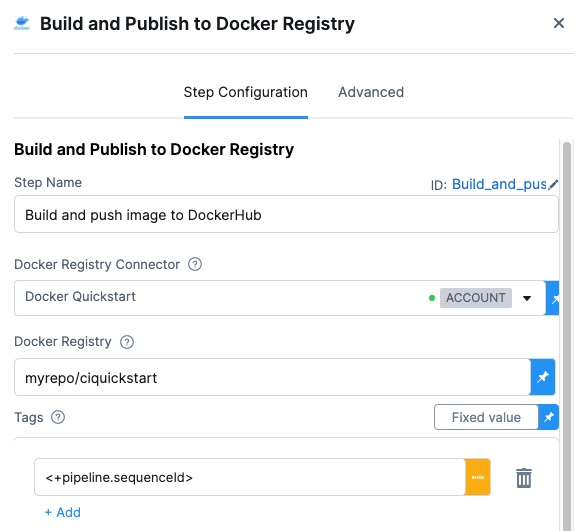 Build and Publish to Docker Registry
Step Configuration
Advanced
Build and Publish to Docker Registry
Step Name
ID: Build_and_pus
Build and push image to DockerHub
Docker Registry Connector
Docker Quickstart
ACCOUNT
Docker Registry
myrepo/ciquickstart
Tags
Fixed value
<+pipeline.sequenceId>
+ Add